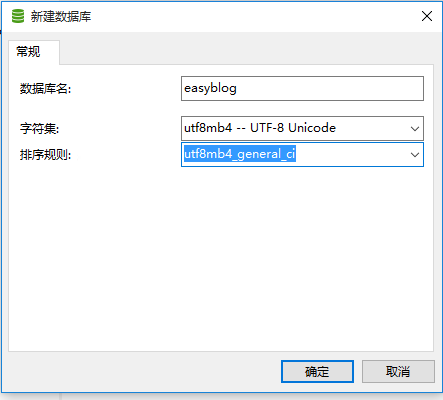 新建数据库
常规
数据库名: easyblog
字符集: utf8mb4 -- UTF-8 Unicode
排序规则: utf8mb4_general_ci
确定 取消